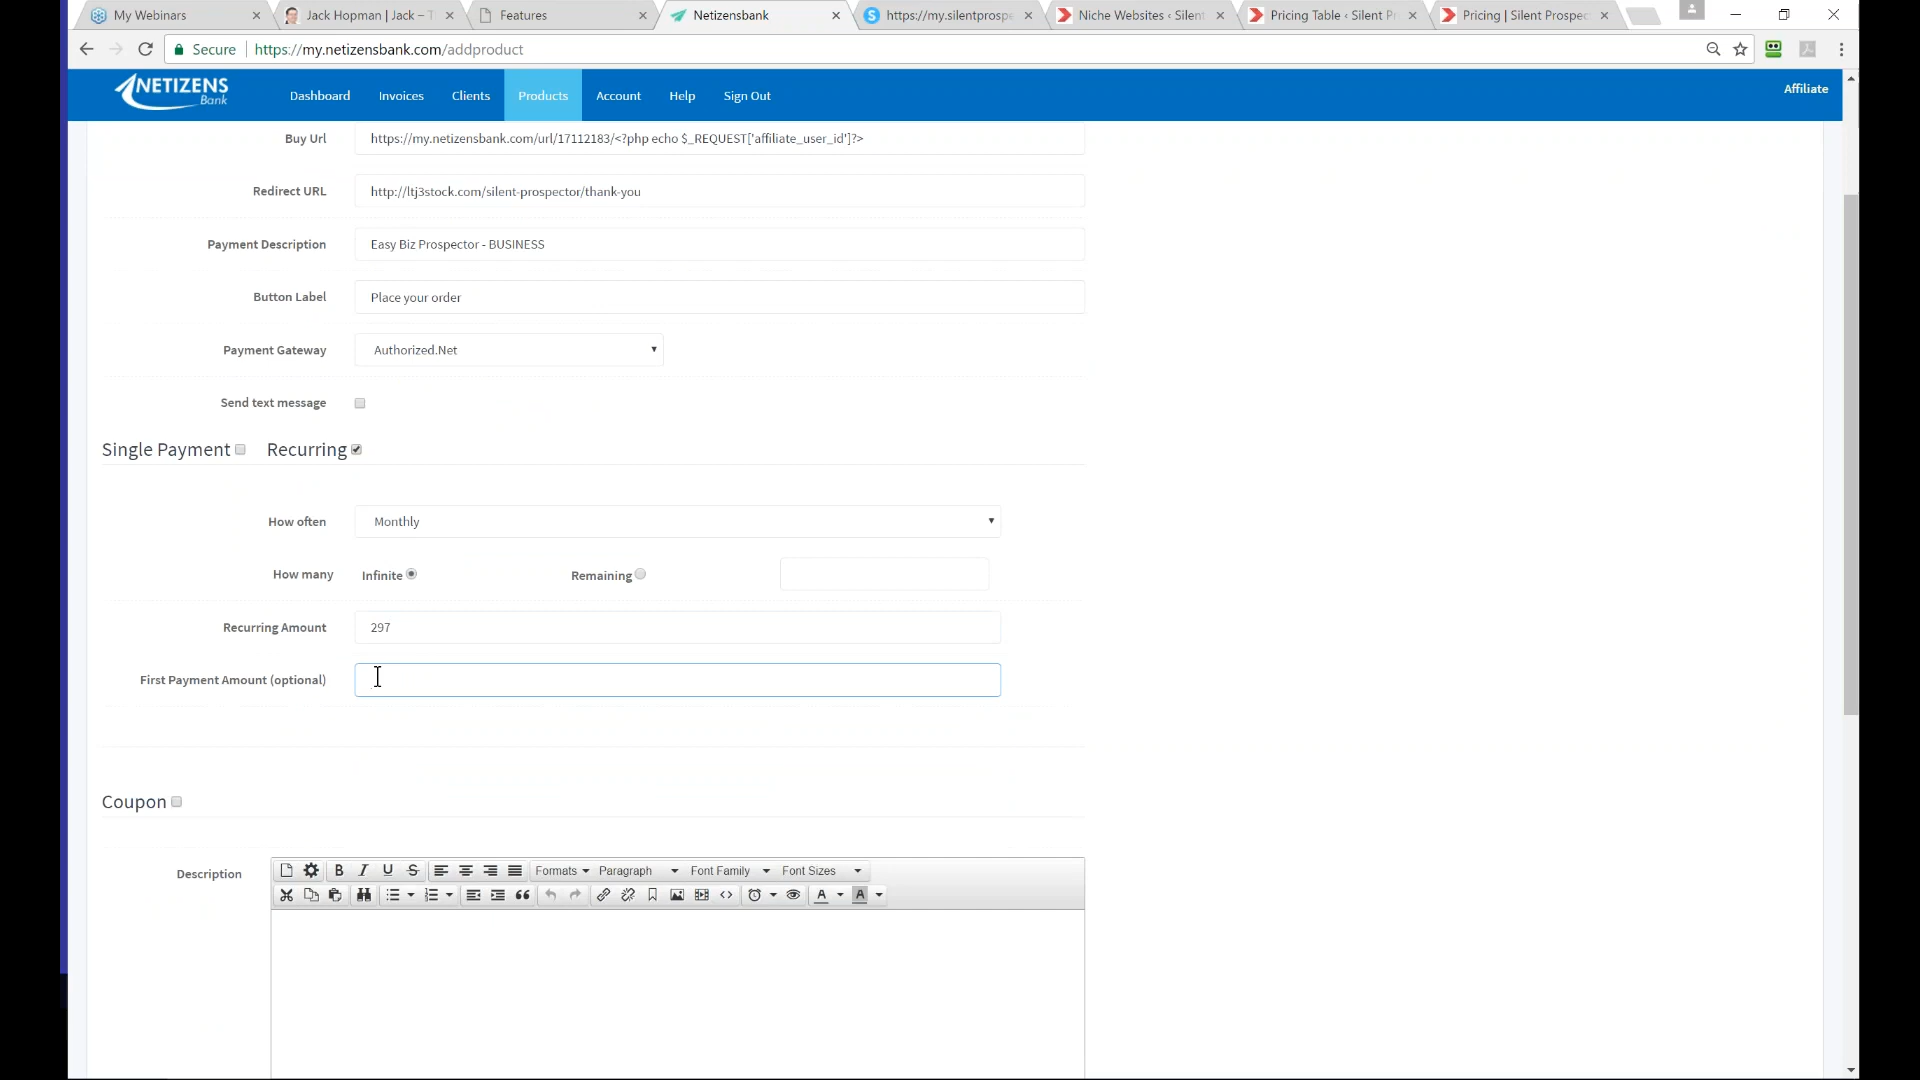 My Webinars
Jack Hopman | Jack – T
Features
Netizensbank
https://my.silentprospe
Niche Websites ‹ Silent
Pricing Table ‹ Silent P
Pricing | Silent Prospec
Secure
https://my.netizensbank.com/addproduct
NETIZENS
Bank
Dashboard
Invoices
Clients
Products
Account
Help
Sign Out
Affiliate
Buy Url
https://my.netizensbank.com/url/17112183/<?php echo $_REQUEST['affiliate_user_id']?>
Redirect URL
http://ltj3stock.com/silent-prospector/thank-you
Payment Description
Easy Biz Prospector - BUSINESS
Button Label
Place your order
Payment Gateway
Authorized.Net
Send text message
Single Payment
Recurring
How often
Monthly
How many
Infinite
Remaining
Recurring Amount
297
First Payment Amount (optional)
Coupon
Description
Formats
Paragraph
Font Family
Font Sizes